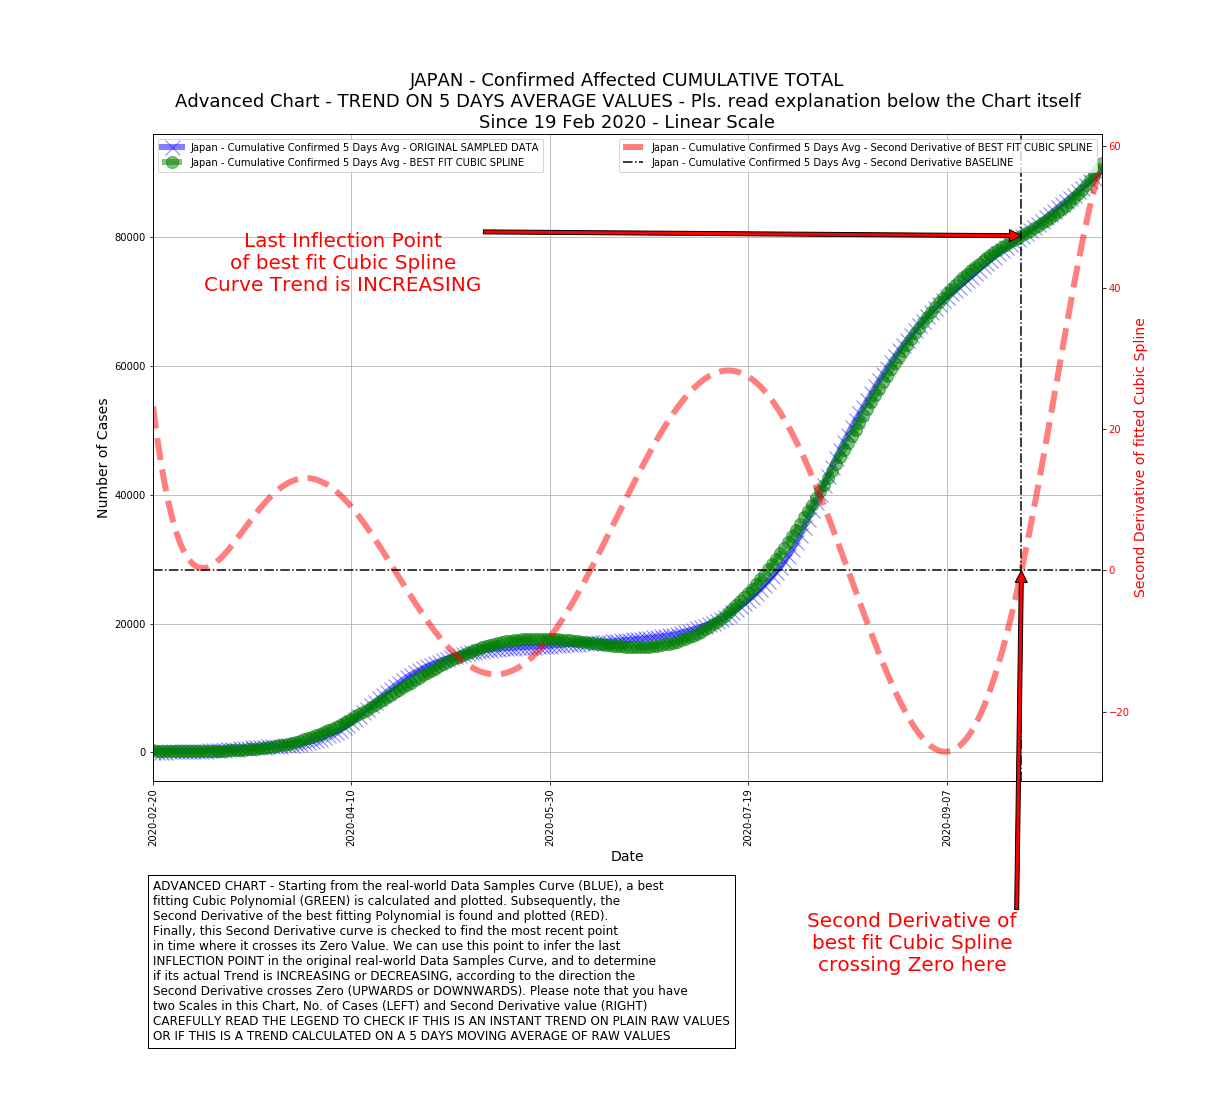 JAPAN - Confirmed Affected CUMULATIVE TOTAL
Advanced Chart - TREND ON 5 DAYS AVERAGE VALUES - Pls. read explanation below the Chart itself
Since 19 Feb 2020 - Linear Scale
Japan - Cumulative Confirmed 5 Days Avg - ORIGINAL SAMPLED DATA
Japan - Cumulative Confirmed 5 Days Avg - BEST FIT CUBIC SPLINE
Japan - Cumulative Confirmed 5 Days Avg - Second Derivative of BEST FIT CUBIC SPLINE
Japan - Cumulative Confirmed 5 Days Avg - Second Derivative BASELINE
Last Inflection Point
of best fit Cubic Spline
Curve Trend is INCREASING
Number of Cases
80000
60000
40000
20000
0
60
40
20
0
−20
Second Derivative of fitted Cubic Spline
2020-02-20
2020-04-10
2020-05-30
2020-07-19
2020-09-07
Date
ADVANCED CHART - Starting from the real-world Data Samples Curve (BLUE), a best
fitting Cubic Polynomial (GREEN) is calculated and plotted. Subsequently, the
Second Derivative of the best fitting Polynomial is found and plotted (RED).
Finally, this Second Derivative curve is checked to find the most recent point
in time where it crosses its Zero Value. We can use this point to infer the last
INFLECTION POINT in the original real-world Data Samples Curve, and to determine
if its actual Trend is INCREASING or DECREASING, according to the direction the
Second Derivative crosses Zero (UPWARDS or DOWNWARDS). Please note that you have
two Scales in this Chart, No. of Cases (LEFT) and Second Derivative value (RIGHT)
CAREFULLY READ THE LEGEND TO CHECK IF THIS IS AN INSTANT TREND ON PLAIN RAW VALUES
OR IF THIS IS A TREND CALCULATED ON A 5 DAYS MOVING AVERAGE OF RAW VALUES
Second Derivative of
best fit Cubic Spline
crossing Zero here